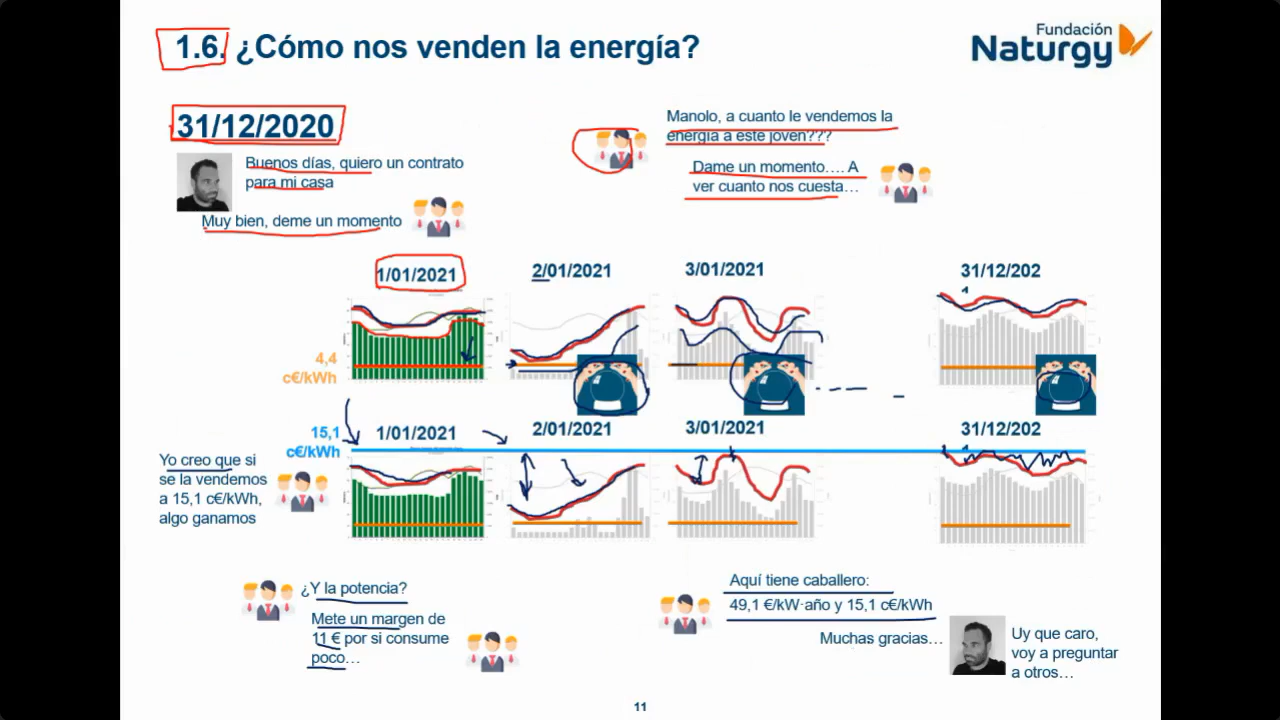 1.6. ¿Cómo nos venden la energía?
Fundación
Naturgy
31/12/2020
Buenos días, quiero un contrato
para mi casa
Muy bien, deme un momento
Manolo, a cuanto le vendemos la
energía a este joven???
Dame un momento…. A
ver cuanto nos cuesta…
1/01/2021
2/01/2021
3/01/2021
31/12/202
4,4
c€/kWh
15,1
c€/kWh
1/01/2021
2/01/2021
3/01/2021
31/12/202
Yo creo que si
se la vendemos
a 15,1 c€/kWh,
algo ganamos
¿Y la potencia?
Mete un margen de
11 € por si consume
poco…
Aquí tiene caballero:
49,1 €/kW·año y 15,1 c€/kWh
Muchas gracias…
Uy que caro,
voy a preguntar
a otros…
11